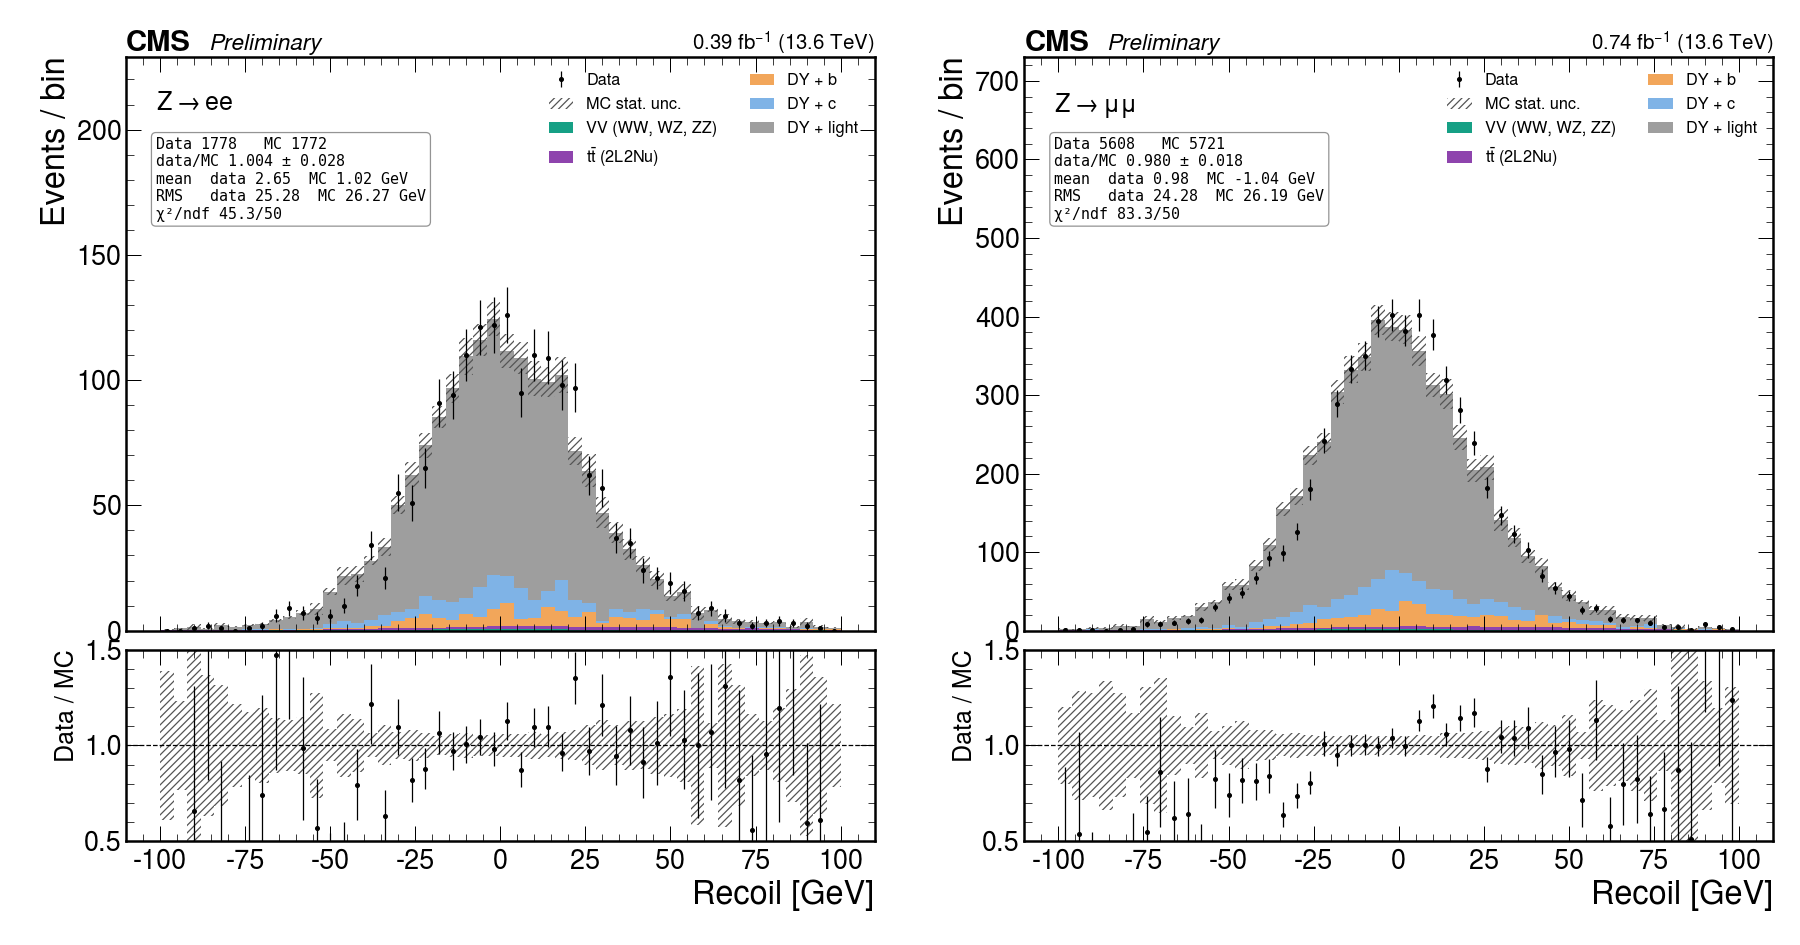 CMS Preliminary 0.39 fb⁻¹ (13.6 TeV)
Events / bin
Z → ee
Data
MC stat. unc.
VV (WW, WZ, ZZ)
tt̄ (2L2Nu)
DY + b
DY + c
DY + light
Data 1778 MC 1772
data/MC 1.004 ± 0.028
mean data 2.65 MC 1.02 GeV
RMS data 25.28 MC 26.27 GeV
χ²/ndf 45.3/50
200
150
100
50
0
Data / MC
1.5
1.0
0.5
-100 -75 -50 -25 0 25 50 75 100
Recoil [GeV]
CMS Preliminary 0.74 fb⁻¹ (13.6 TeV)
Events / bin
Z → μμ
Data
MC stat. unc.
VV (WW, WZ, ZZ)
tt̄ (2L2Nu)
DY + b
DY + c
DY + light
Data 5608 MC 5721
data/MC 0.980 ± 0.018
mean data 0.98 MC -1.04 GeV
RMS data 24.28 MC 26.19 GeV
χ²/ndf 83.3/50
700
600
500
400
300
200
100
0
Data / MC
1.5
1.0
0.5
-100 -75 -50 -25 0 25 50 75 100
Recoil [GeV]